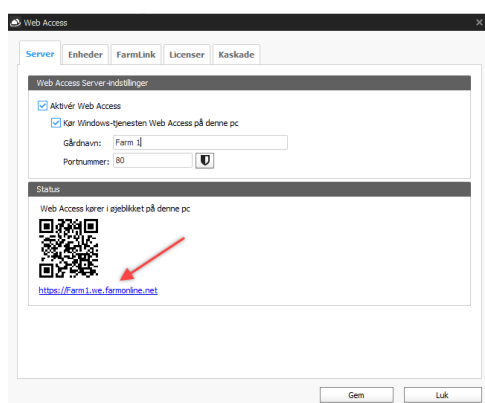 Web Access
Server Enheder FarmLink Licenser Kaskade
Web Access Server-indstillinger
Aktivér Web Access
Kør Windows-tjenesten Web Access på denne pc
Gårdnavn: Farm 1
Portnummer: 80
Status
Web Access kører i øjeblikket på denne pc
https://Farm1.we.farmonline.net
Gem Luk